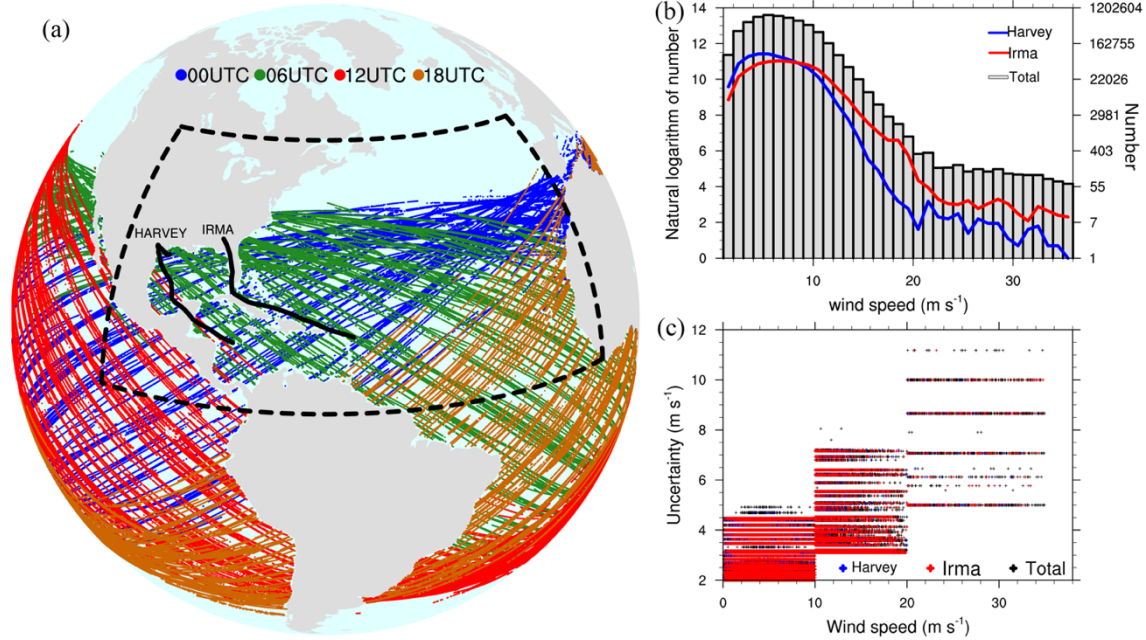 (a)
00UTC 06UTC 12UTC 18UTC
HARVEY
IRMA
(b)
Natural logarithm of number
14
12
10
8
6
4
2
0
Harvey
Irma
Total
1202604
162755
22026
2981
403
55
7
1
Number
10 20 30
wind speed (m s⁻¹)
(c)
Uncertainty (m s⁻¹)
12
10
8
6
4
2
Harvey Irma Total
0 10 20 30
Wind speed (m s⁻¹)